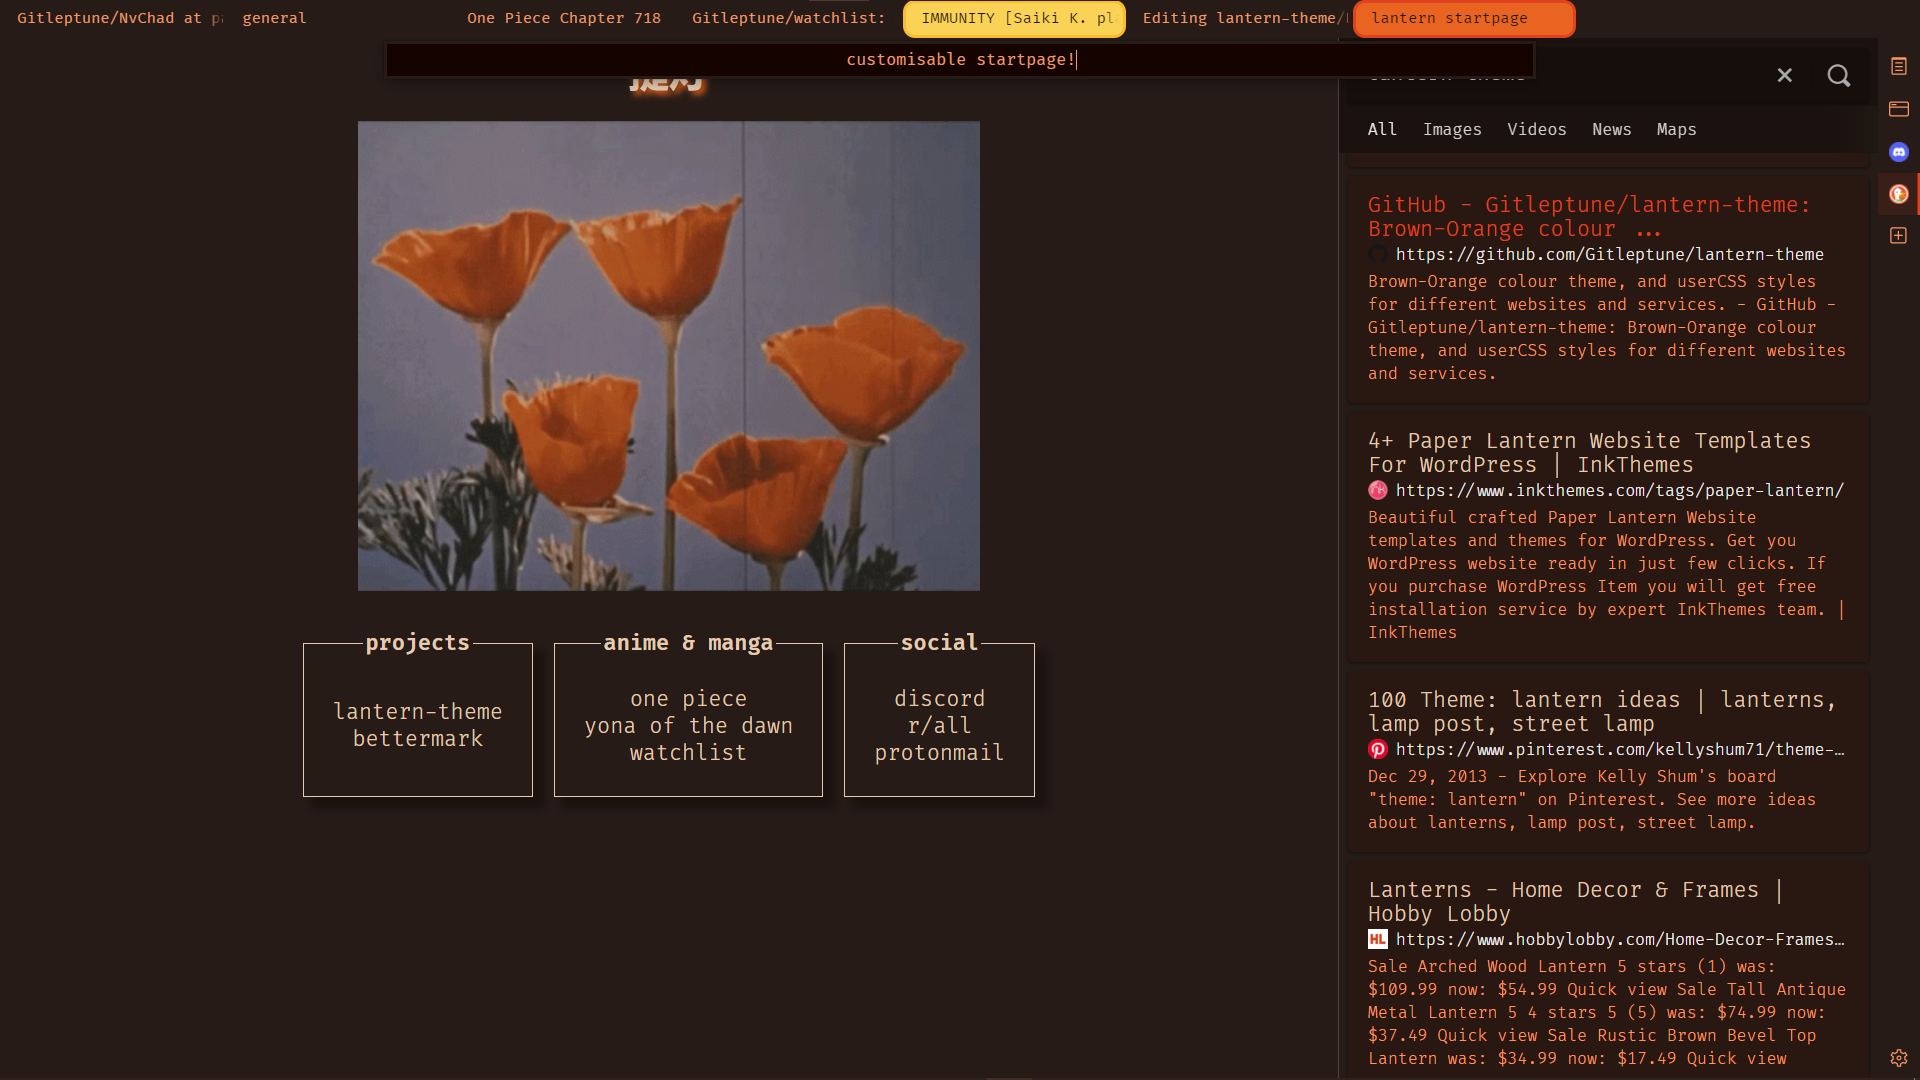 Gitleptune/NvChad at
general
One Piece Chapter 718
Gitleptune/watchlist:
IMMUNITY [Saiki K. pl
Editing lantern-theme/
lantern startpage
customisable startpage!
提灯
projects
lantern-theme
bettermark
anime & manga
one piece
yona of the dawn
watchlist
social
discord
r/all
protonmail
All Images Videos News Maps
GitHub - Gitleptune/lantern-theme:
Brown-Orange colour ...
https://github.com/Gitleptune/lantern-theme
Brown-Orange colour theme, and userCSS styles
for different websites and services. - GitHub -
Gitleptune/lantern-theme: Brown-Orange colour
theme, and userCSS styles for different websites
and services.
4+ Paper Lantern Website Templates
For WordPress | InkThemes
https://www.inkthemes.com/tags/paper-lantern/
Beautiful crafted Paper Lantern Website
templates and themes for WordPress. Get you
WordPress website ready in just few clicks. If
you purchase WordPress Item you will get free
installation service by expert InkThemes team. |
InkThemes
100 Theme: lantern ideas | lanterns,
lamp post, street lamp
https://www.pinterest.com/kellyshum71/theme-…
Dec 29, 2013 - Explore Kelly Shum's board
"theme: lantern" on Pinterest. See more ideas
about lanterns, lamp post, street lamp.
Lanterns - Home Decor & Frames |
Hobby Lobby
HL https://www.hobbylobby.com/Home-Decor-Frames…
Sale Arched Wood Lantern 5 stars (1) was:
$109.99 now: $54.99 Quick view Sale Tall Antique
Metal Lantern 5 4 stars 5 (5) was: $74.99 now:
$37.49 Quick view Sale Rustic Brown Bevel Top
Lantern was: $34.99 now: $17.49 Quick view